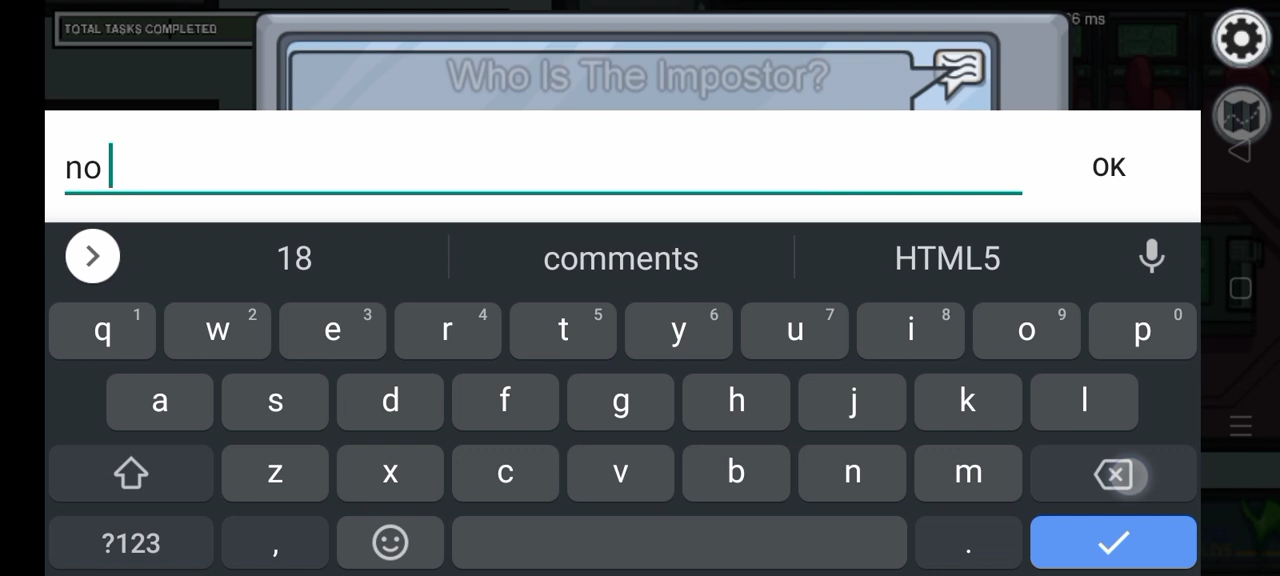 TOTAL TASKS COMPLETED
6 ms
Who Is The Impostor?
no
OK
18 comments HTML5
q 1 w 2 e 3 r 4 t 5 y 6 u 7 i 8 o 9 p 0
a s d f g h j k l
z x c v b n m
?123 , .